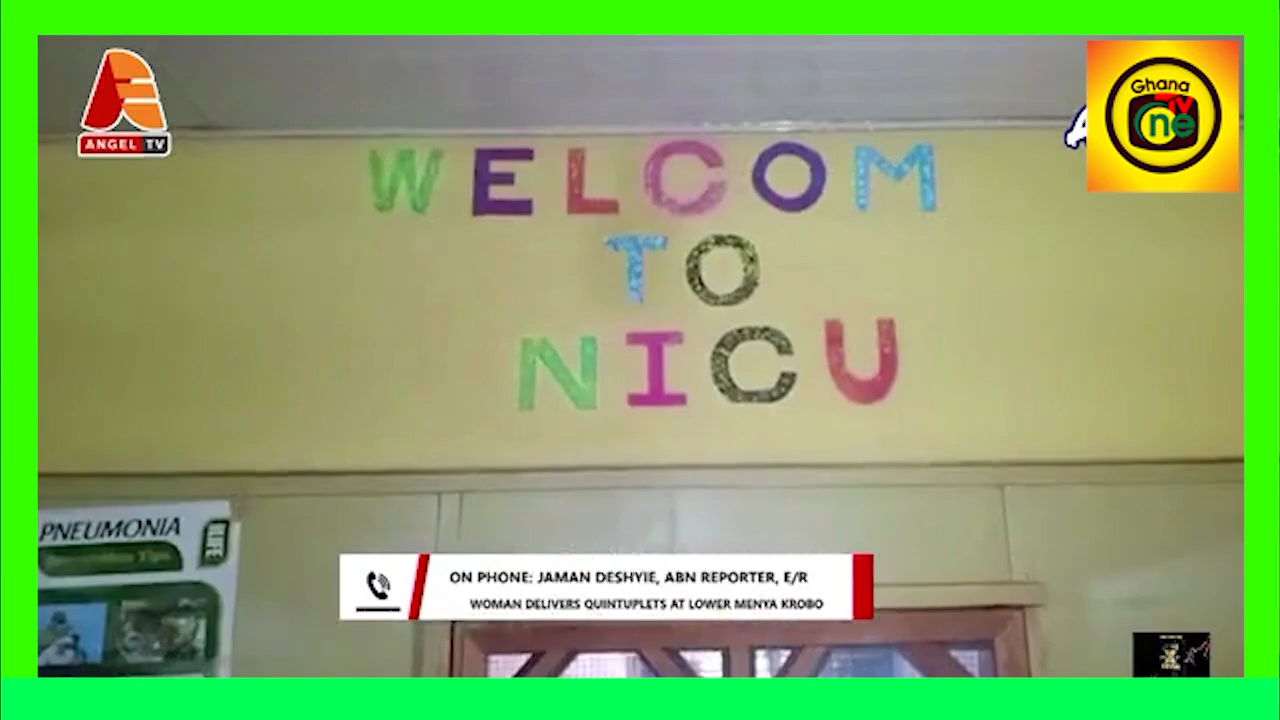 ANGEL TV
Ghana
TV
One
WELCOM
TO
NICU
PNEUMONIA
LIFE
ON PHONE: JAMAN DESHYIE, ABN REPORTER, E/R
WOMAN DELIVERS QUINTUPLETS AT LOWER MENYA KROBO